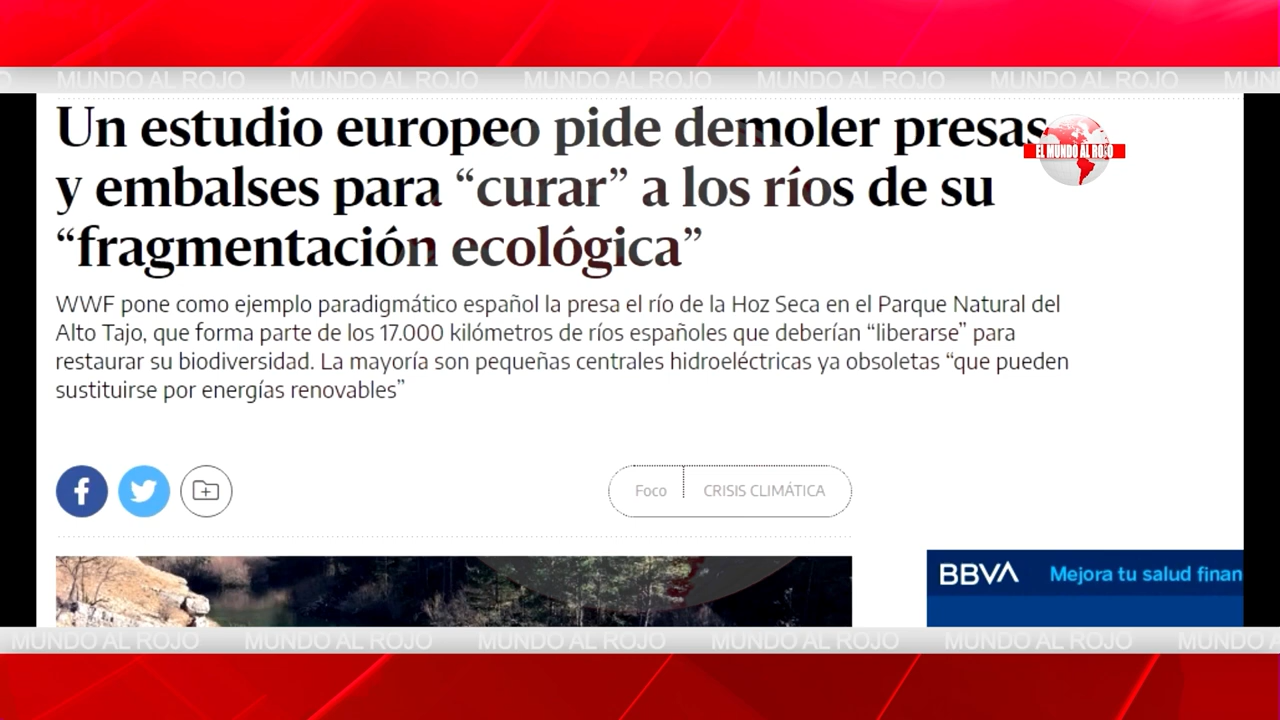 MUNDO AL ROJO MUNDO AL ROJO MUNDO AL ROJO MUNDO AL ROJO MUNDO AL ROJO
Un estudio europeo pide demoler presas
EL MUNDO AL ROJO
y embalses para “curar” a los ríos de su
“fragmentación ecológica”
WWF pone como ejemplo paradigmático español la presa el río de la Hoz Seca en el Parque Natural del
Alto Tajo, que forma parte de los 17.000 kilómetros de ríos españoles que deberían “liberarse” para
restaurar su biodiversidad. La mayoría son pequeñas centrales hidroeléctricas ya obsoletas “que pueden
sustituirse por energías renovables”
Foco CRISIS CLIMÁTICA
BBVA Mejora tu salud finan
MUNDO AL ROJO MUNDO AL ROJO MUNDO AL ROJO MUNDO AL ROJO MUNDO AL ROJO MUNDO A